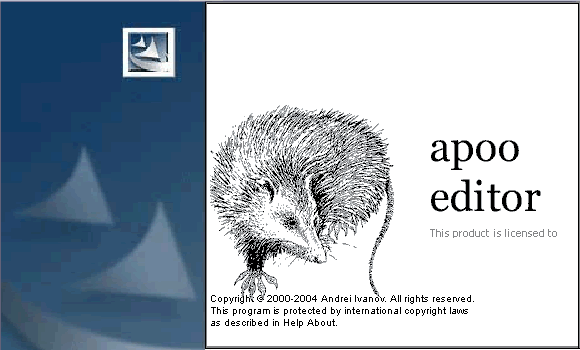 apoo
editor
This product is licensed to
Copyright © 2000-2004 Andrei Ivanov. All rights reserved.
This program is protected by international copyright laws
as described in Help About.